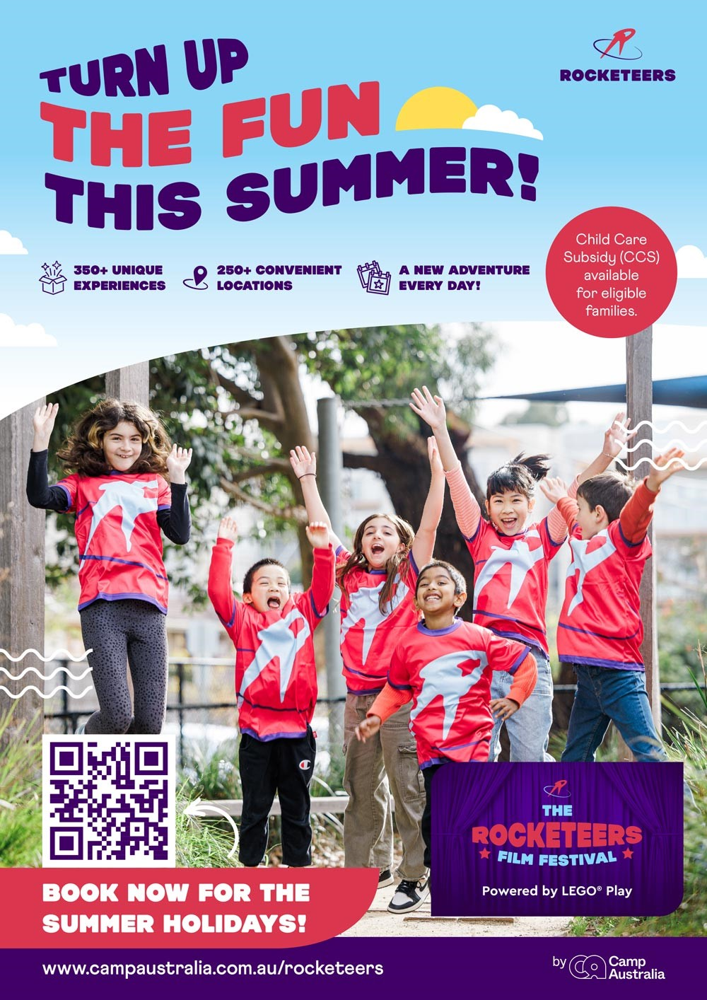 TURN UP
THE FUN
THIS SUMMER!
ROCKETEERS
350+ UNIQUE
EXPERIENCES
250+ CONVENIENT
LOCATIONS
A NEW ADVENTURE
EVERY DAY!
Child Care
Subsidy (CCS)
available
for eligible
families.
THE
ROCKETEERS
FILM FESTIVAL
Powered by LEGO® Play
BOOK NOW FOR THE
SUMMER HOLIDAYS!
www.campaustralia.com.au/rocketeers
by CA Camp
Australia